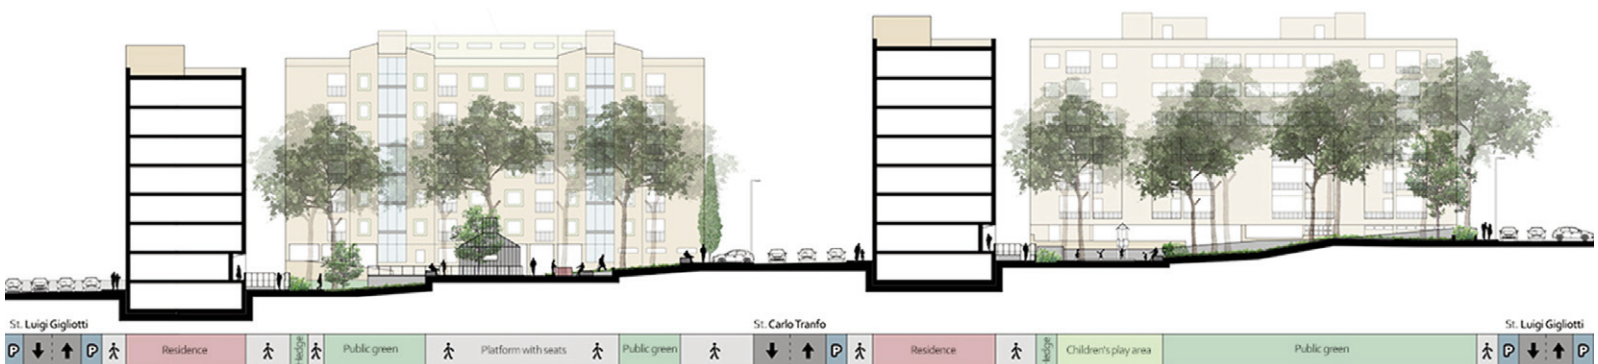 St. Luigi Gigliotti
St. Carlo Tranfo
St. Luigi Gigliotti
P
P
Residence
Hedge
Public green
Platform with seats
Public green
P
Residence
Hedge
Children's play area
Public green
P
P